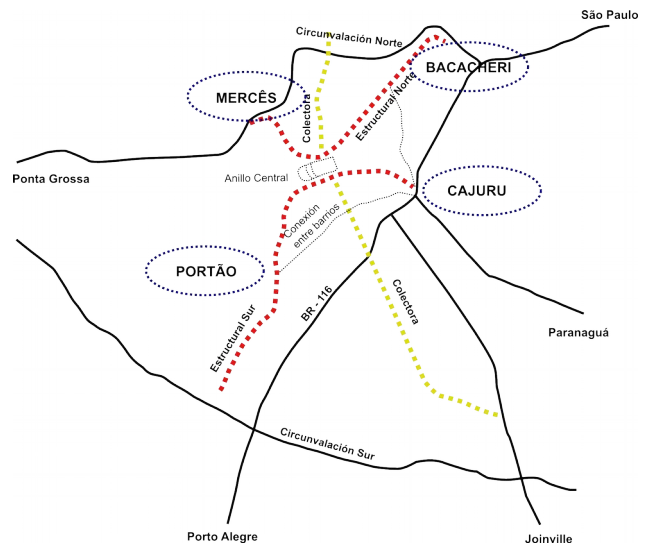 São Paulo
Circunvalación Norte
BACACHERI
MERCÊS
Colectora
Estructural Norte
Ponta Grossa
Anillo Central
CAJURU
Conexión
entre barrios
PORTÃO
BR - 116
Colectora
Estructural Sur
Paranaguá
Circunvalación Sur
Porto Alegre
Joinville